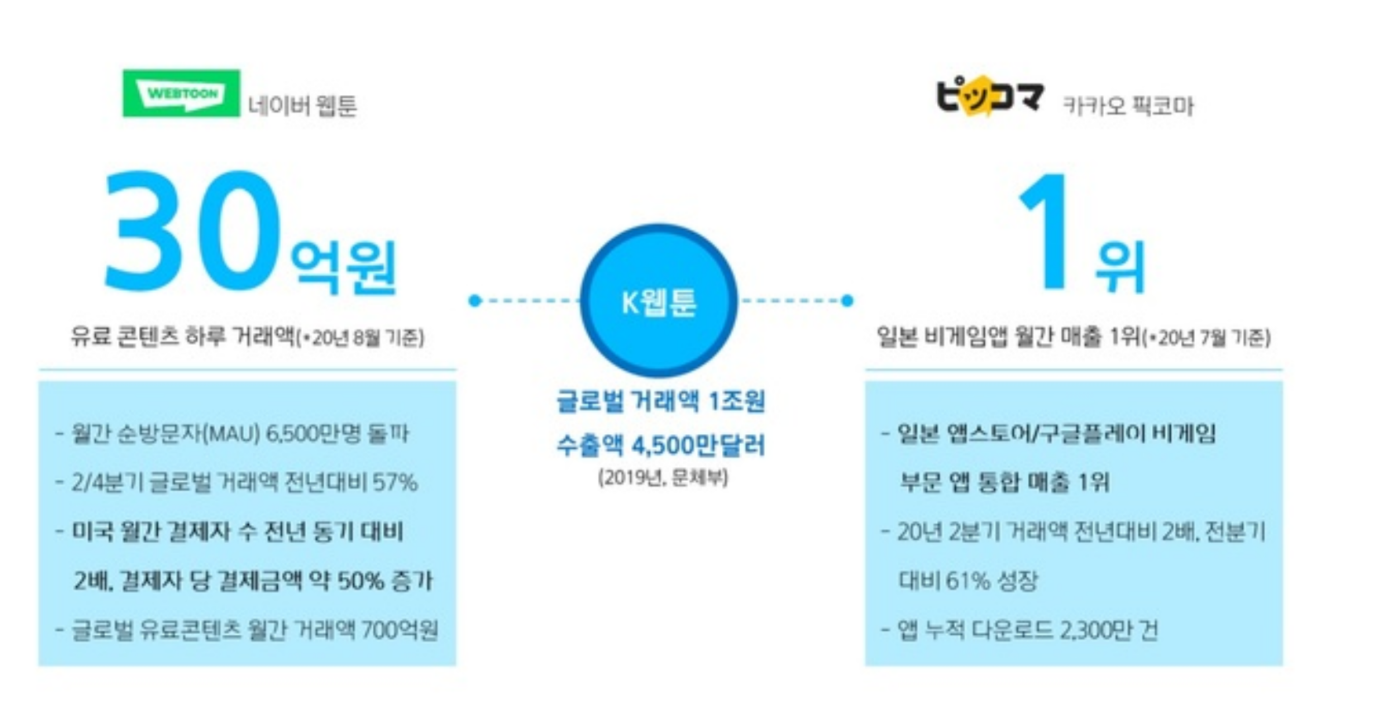 WEBTOON 네이버 웹툰
30억원
유료 콘텐츠 하루 거래액(*20년 8월 기준)
- 월간 순방문자(MAU) 6,500만명 돌파
- 2/4분기 글로벌 거래액 전년대비 57%
- 미국 월간 결제자 수 전년 동기 대비
2배, 결제자 당 결제금액 약 50% 증가
- 글로벌 유료콘텐츠 월간 거래액 700억원
K웹툰
글로벌 거래액 1조원
수출액 4,500만달러
(2019년, 문체부)
ピッコマ 카카오 픽코마
1위
일본 비게임앱 월간 매출 1위(*20년 7월 기준)
- 일본 앱스토어/구글플레이 비게임
부문 앱 통합 매출 1위
- 20년 2분기 거래액 전년대비 2배, 전분기
대비 61% 성장
- 앱 누적 다운로드 2,300만 건